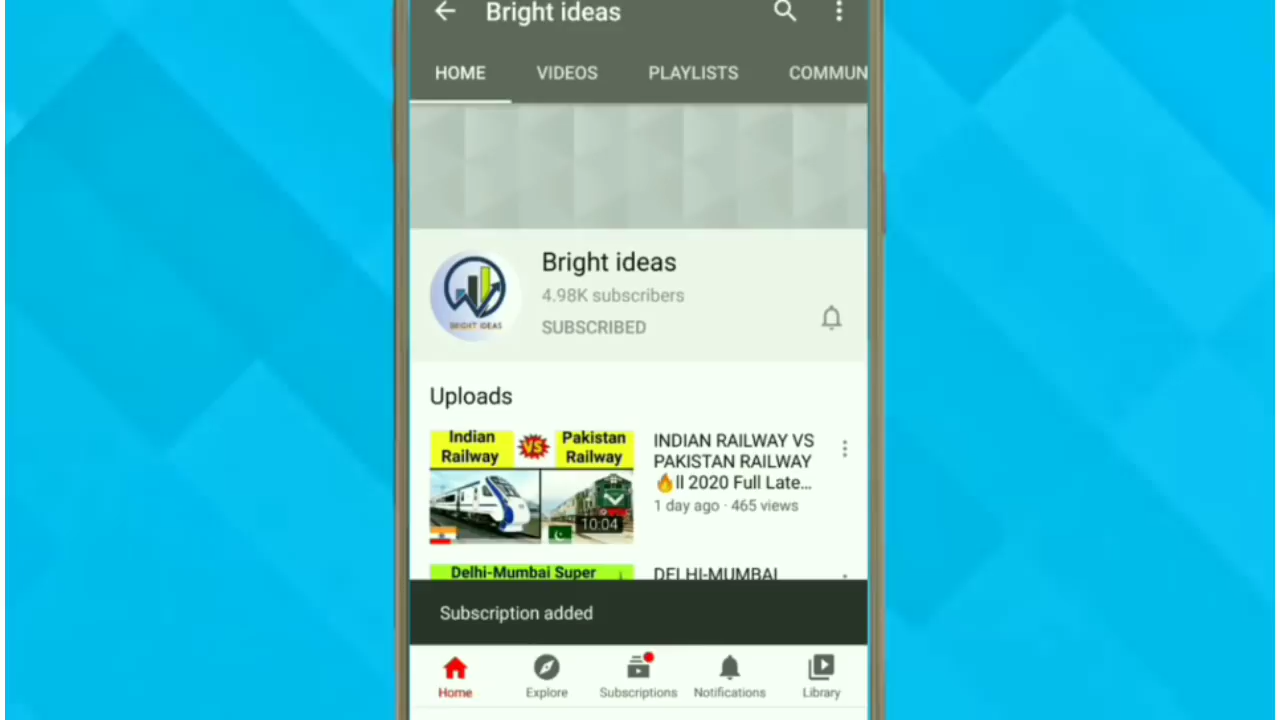 Bright ideas
HOME VIDEOS PLAYLISTS COMMUN
Bright ideas
4.98K subscribers
SUBSCRIBED
BRIGHT IDEAS
Uploads
Indian
Railway
VS
Pakistan
Railway
10:04
INDIAN RAILWAY VS
PAKISTAN RAILWAY
🔥ll 2020 Full Late...
1 day ago · 465 views
Delhi-Mumbai Super
DELHI-MUMBAI
Subscription added
Home Explore Subscriptions Notifications Library